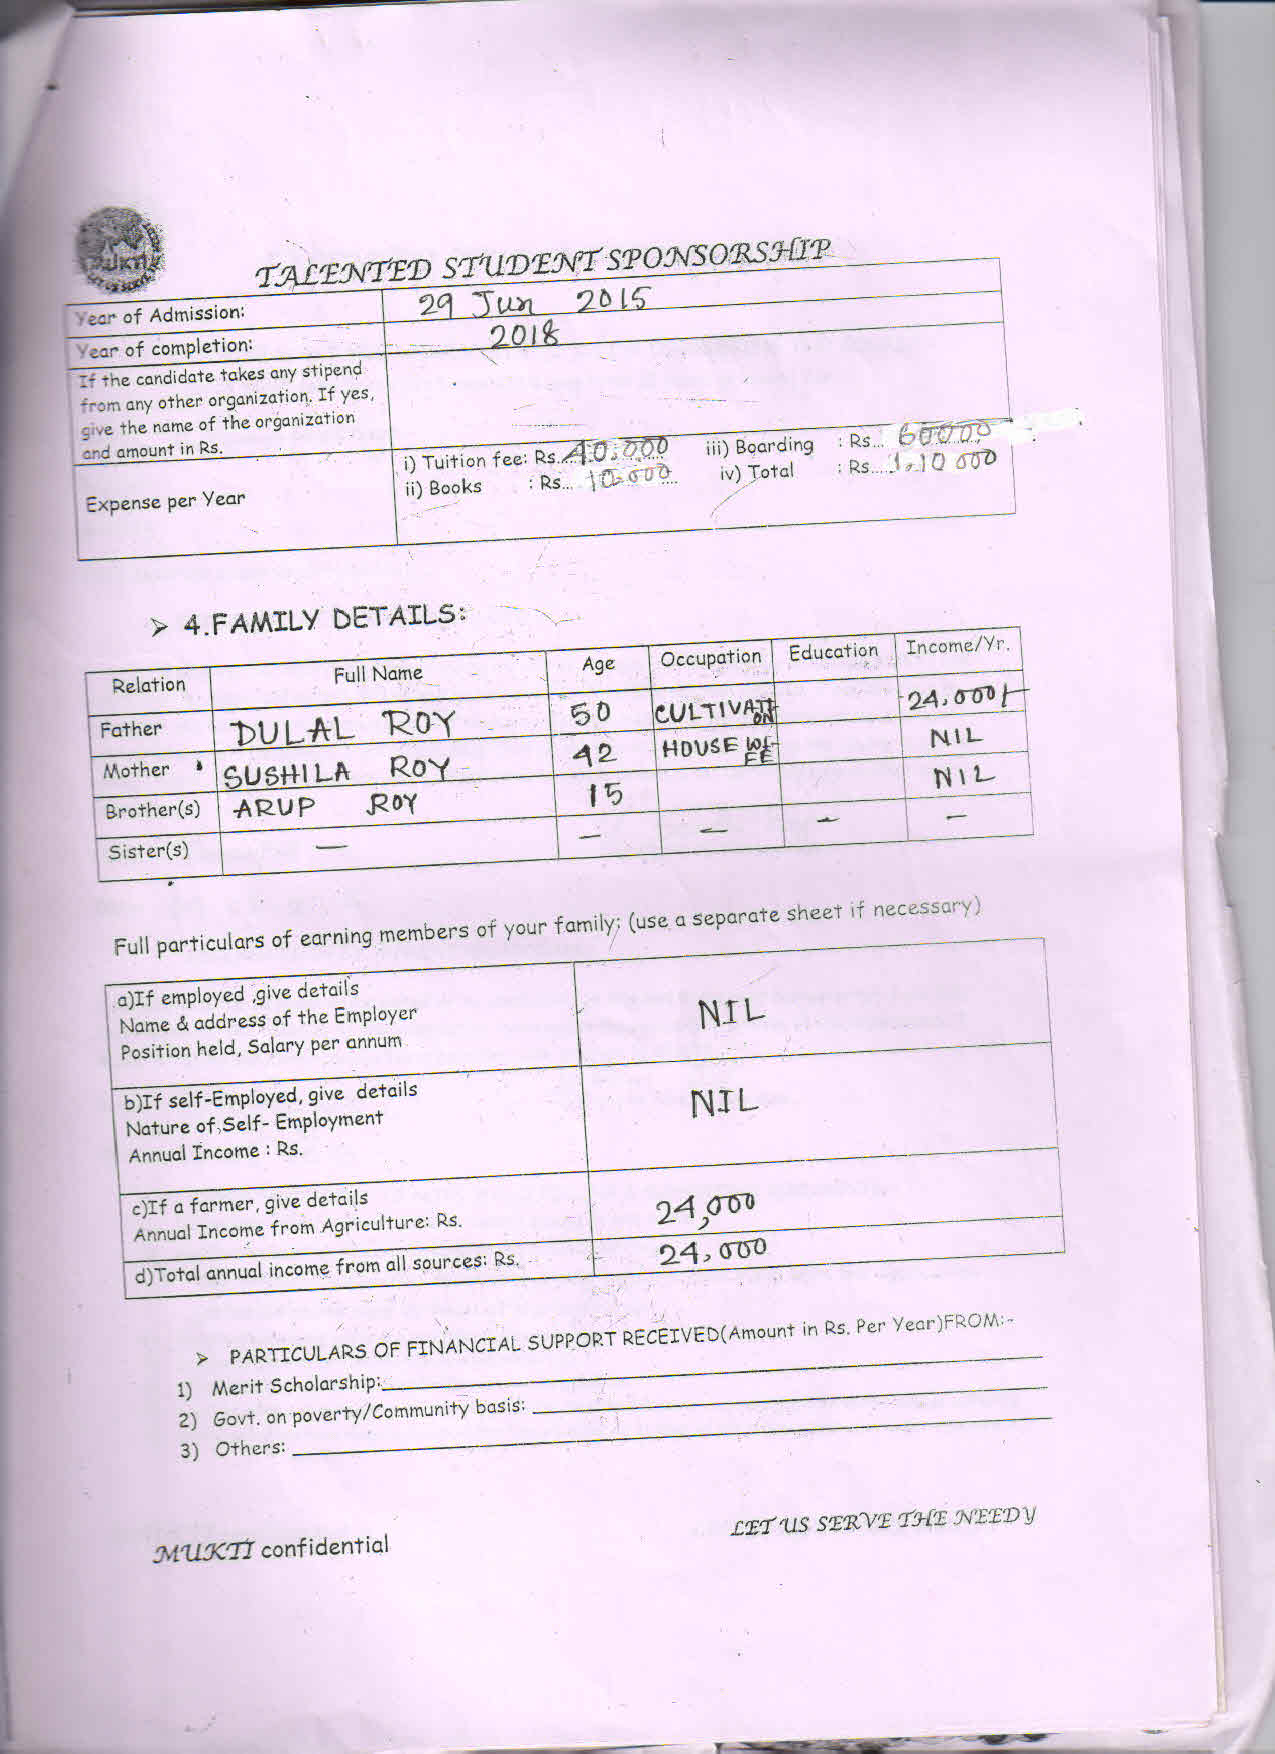 MUKTI
TALENTED STUDENT SPONSORSHIP
Year of Admission: 29 Jun 2015
Year of completion: 2018
If the candidate takes any stipend
from any other organization. If yes,
give the name of the organization
and amount in Rs.
Expense per Year
i) Tuition fee: Rs...40.000 iii) Boarding : Rs... 60000
ii) Books : Rs... 10.000 iv) Total : Rs.....1.10 000
➢ 4.FAMILY DETAILS:
Relation Full Name Age Occupation Education Income/Yr.
Father DULAL ROY 50 CULTIVATION 24,000/-
Mother SUSHILA ROY 42 HOUSE WIFE NIL
Brother(s) ARUP ROY 15 NIL
Sister(s) — — — — —
Full particulars of earning members of your family; (use a separate sheet if necessary)
a)If employed ,give details
Name & address of the Employer
Position held, Salary per annum
NIL
b)If self-Employed, give details
Nature of Self- Employment
Annual Income : Rs.
NIL
c)If a farmer, give details
Annual Income from Agriculture: Rs. 24,000
d)Total annual income from all sources: Rs. 24,000
➢ PARTICULARS OF FINANCIAL SUPPORT RECEIVED(Amount in Rs. Per Year)FROM:-
1) Merit Scholarship:
2) Govt. on poverty/Community basis:
3) Others:
MUKTI confidential
LET US SERVE THE NEEDY